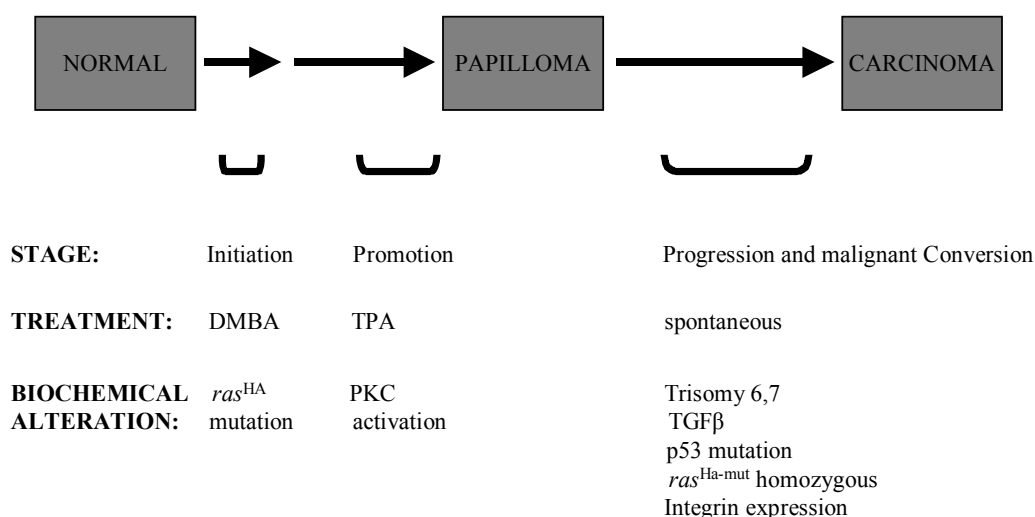 NORMAL PAPILLOMA CARCINOMA
STAGE: Initiation Promotion Progression and malignant Conversion
TREATMENT: DMBA TPA spontaneous
BIOCHEMICAL rasHA PKC Trisomy 6,7
ALTERATION: mutation activation TGFβ
p53 mutation
rasHa-mut homozygous
Integrin expression